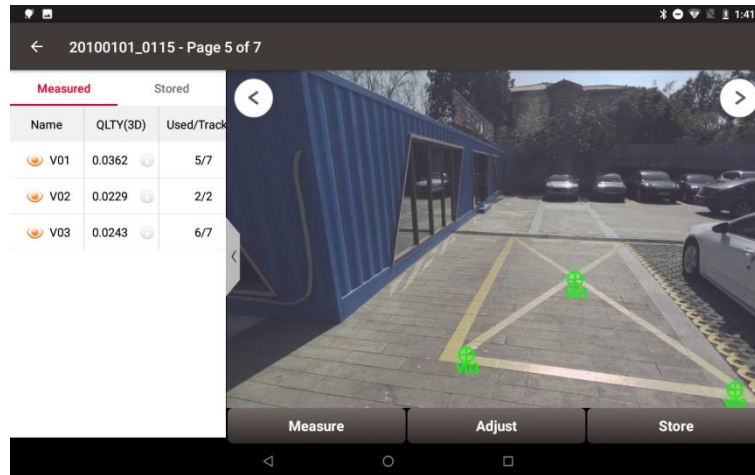 1:41
20100101_0115 - Page 5 of 7
Measured Stored
Name QLTY(3D) Used/Track
V01 0.0362 5/7
V02 0.0229 2/2
V03 0.0243 6/7
V03
Measure Adjust Store